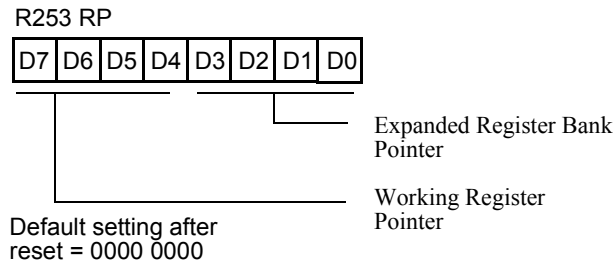 R253 RP
D7 D6 D5 D4 D3 D2 D1 D0
Expanded Register Bank
Pointer
Working Register
Pointer
Default setting after
reset = 0000 0000